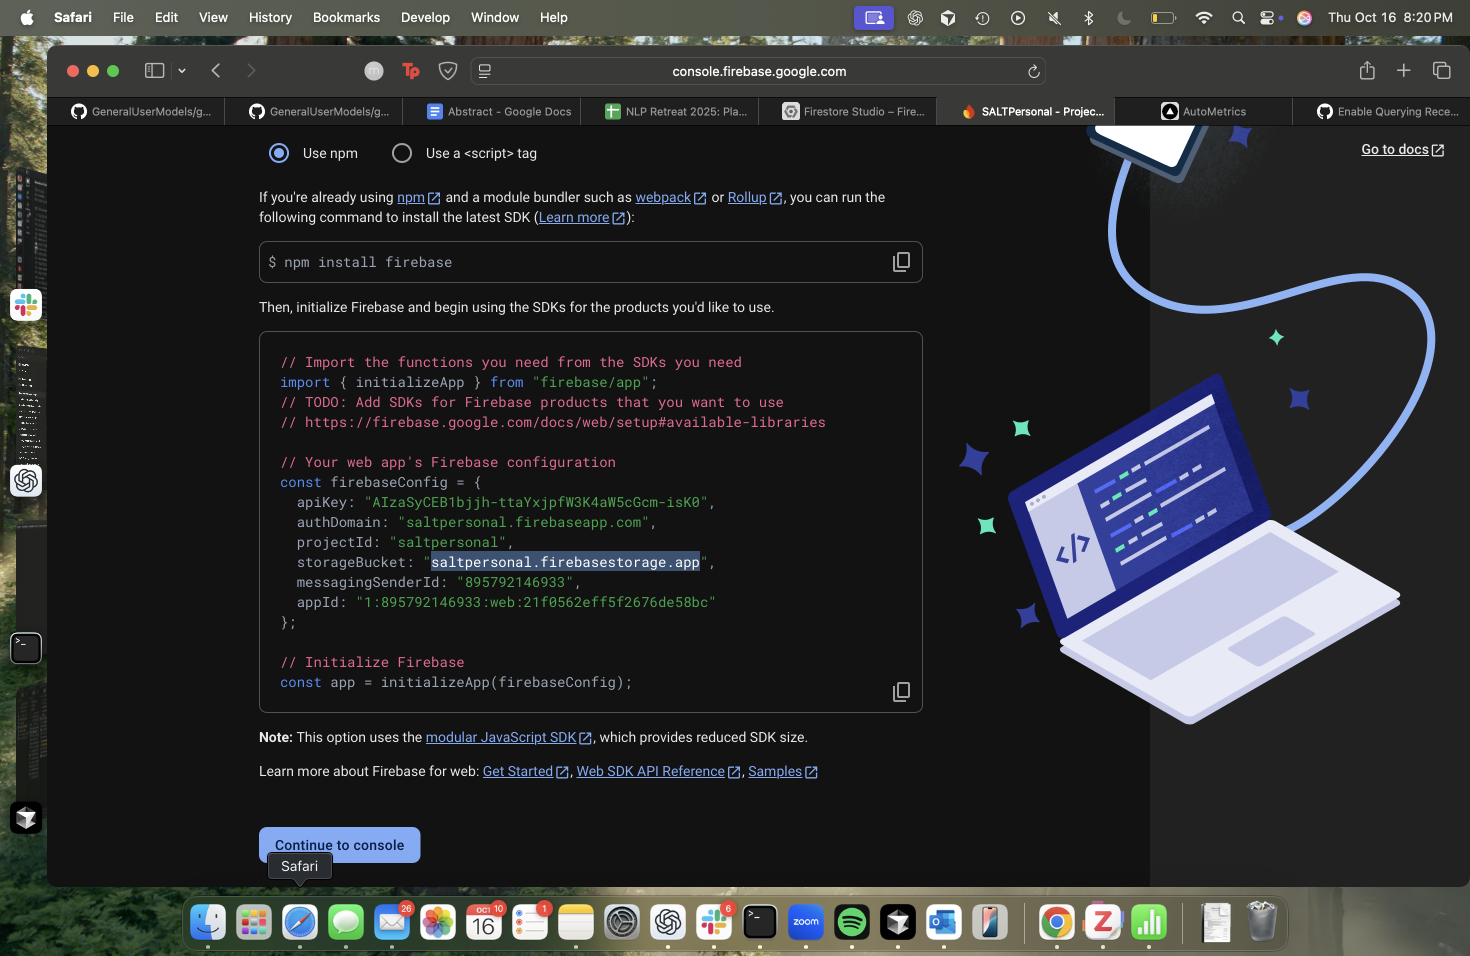 Safari File Edit View History Bookmarks Develop Window Help
Thu Oct 16 8:20 PM
m Tp
console.firebase.google.com
GeneralUserModels/g...
GeneralUserModels/g...
Abstract - Google Docs
NLP Retreat 2025: Pla...
Firestore Studio – Fire...
SALTPersonal - Projec...
AutoMetrics
Enable Querying Rece...
Use npm
Use a <script> tag
Go to docs
If you're already using npm and a module bundler such as webpack or Rollup, you can run the
following command to install the latest SDK (Learn more):
$ npm install firebase
Then, initialize Firebase and begin using the SDKs for the products you'd like to use.
// Import the functions you need from the SDKs you need
import { initializeApp } from "firebase/app";
// TODO: Add SDKs for Firebase products that you want to use
// https://firebase.google.com/docs/web/setup#available-libraries
// Your web app's Firebase configuration
const firebaseConfig = {
apiKey: "AIzaSyCEB1bjjh-ttaYxjpfW3K4aW5cGcm-isK0",
authDomain: "saltpersonal.firebaseapp.com",
projectId: "saltpersonal",
storageBucket: "saltpersonal.firebasestorage.app",
messagingSenderId: "895792146933",
appId: "1:895792146933:web:21f0562eff5f2676de58bc"
};
// Initialize Firebase
const app = initializeApp(firebaseConfig);
Note: This option uses the modular JavaScript SDK, which provides reduced SDK size.
Learn more about Firebase for web: Get Started, Web SDK API Reference, Samples
Continue to console
Safari
</>
26
OCT 10
16
1
6
zoom
Z